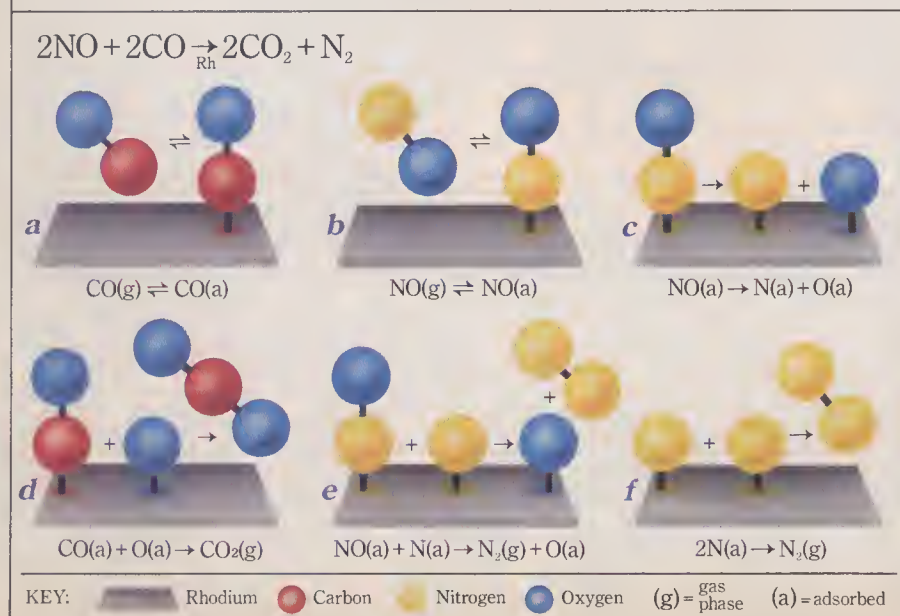 2NO + 2CO → 2CO₂ + N₂
Rh
⇌
⇌
→ +
a
b
c
CO(g) ⇌ CO(a)
NO(g) ⇌ NO(a)
NO(a) → N(a) + O(a)
+ →
+ → +
+ →
d
e
f
CO(a) + O(a) → CO₂(g)
NO(a) + N(a) → N₂(g) + O(a)
2N(a) → N₂(g)
KEY: Rhodium Carbon Nitrogen Oxygen (g) = gas phase (a) = adsorbed